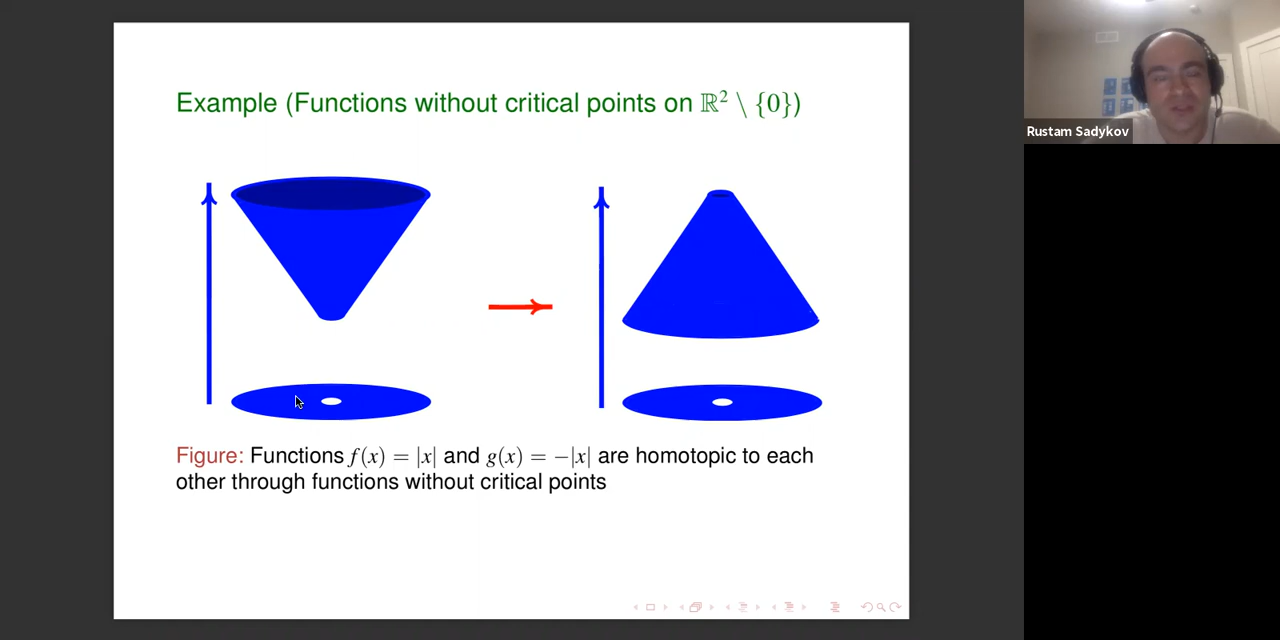 Example (Functions without critical points on ℝ² \ {0})
Rustam Sadykov
Figure: Functions f(x) = |x| and g(x) = −|x| are homotopic to each
other through functions without critical points